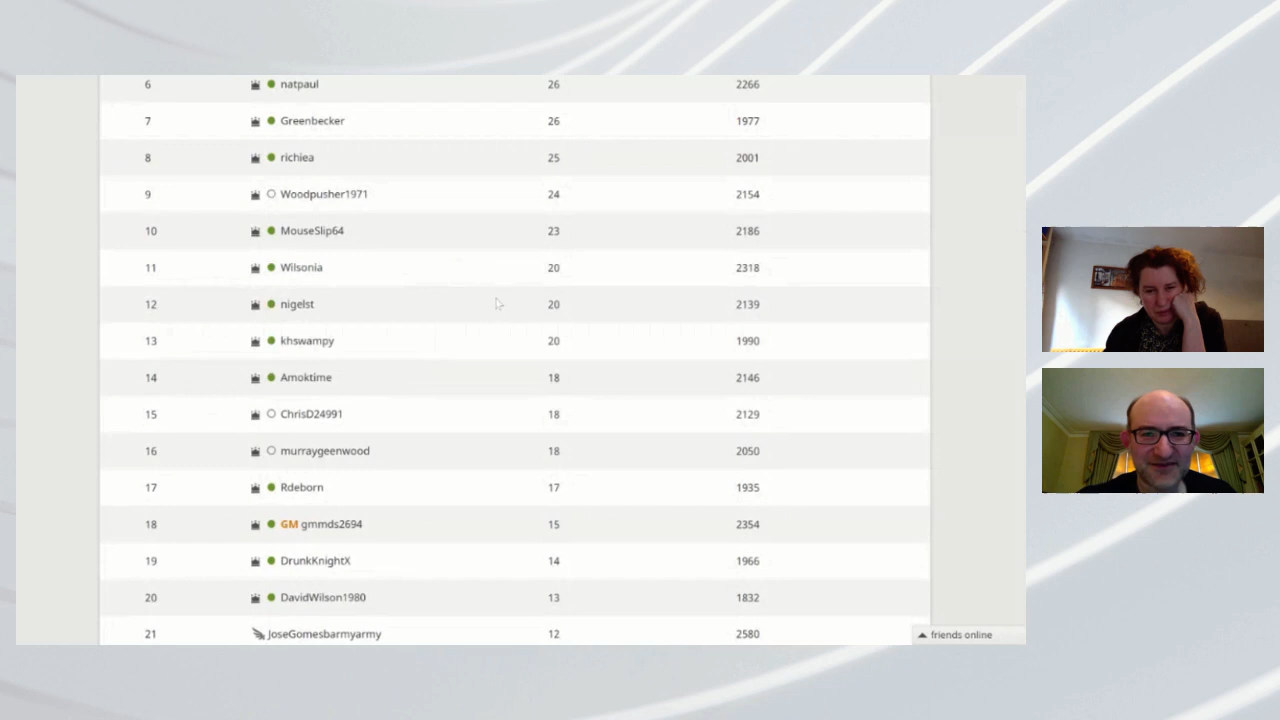 6 natpaul 26 2266
7 Greenbecker 26 1977
8 richiea 25 2001
9 Woodpusher1971 24 2154
10 MouseSlip64 23 2186
11 Wilsonia 20 2318
12 nigelst 20 2139
13 khswampy 20 1990
14 Amoktime 18 2146
15 ChrisD24991 18 2129
16 murraygeenwood 18 2050
17 Rdeborn 17 1935
18 GM gmmds2694 15 2354
19 DrunkKnightX 14 1966
20 DavidWilson1980 13 1832
21 JoseGomesbarmyarmy 12 2580
friends online